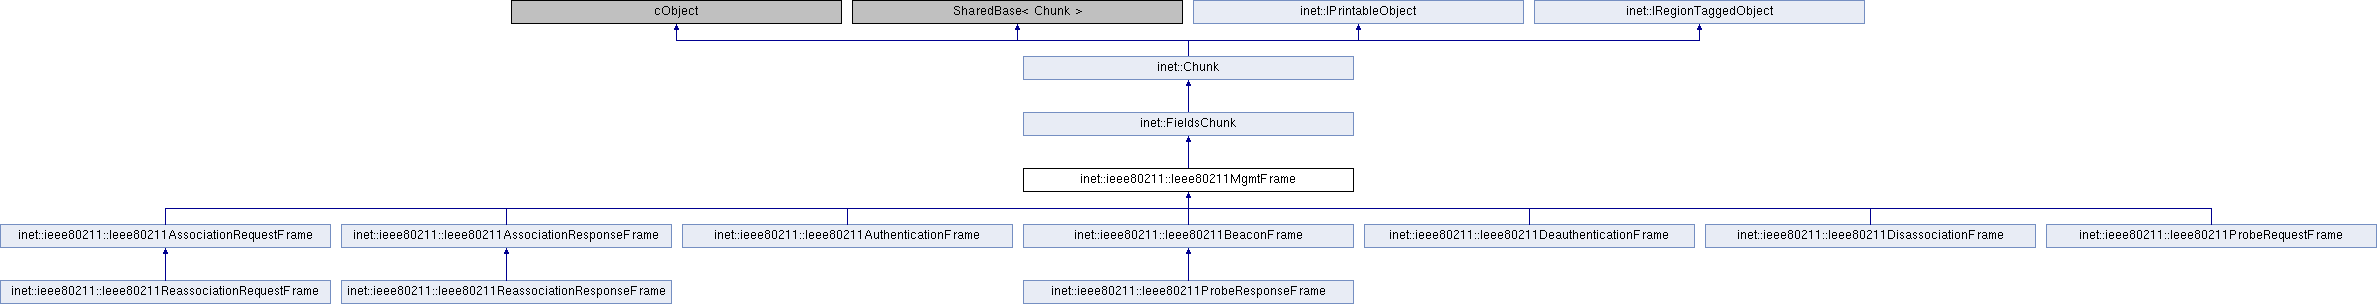 cObject
SharedBase< Chunk >
inet::IPrintableObject
inet::IRegionTaggedObject
inet::Chunk
inet::FieldsChunk
inet::ieee80211::Ieee80211MgmtFrame
inet::ieee80211::Ieee80211AssociationRequestFrame
inet::ieee80211::Ieee80211AssociationResponseFrame
inet::ieee80211::Ieee80211AuthenticationFrame
inet::ieee80211::Ieee80211BeaconFrame
inet::ieee80211::Ieee80211DeauthenticationFrame
inet::ieee80211::Ieee80211DisassociationFrame
inet::ieee80211::Ieee80211ProbeRequestFrame
inet::ieee80211::Ieee80211ReassociationRequestFrame
inet::ieee80211::Ieee80211ReassociationResponseFrame
inet::ieee80211::Ieee80211ProbeResponseFrame